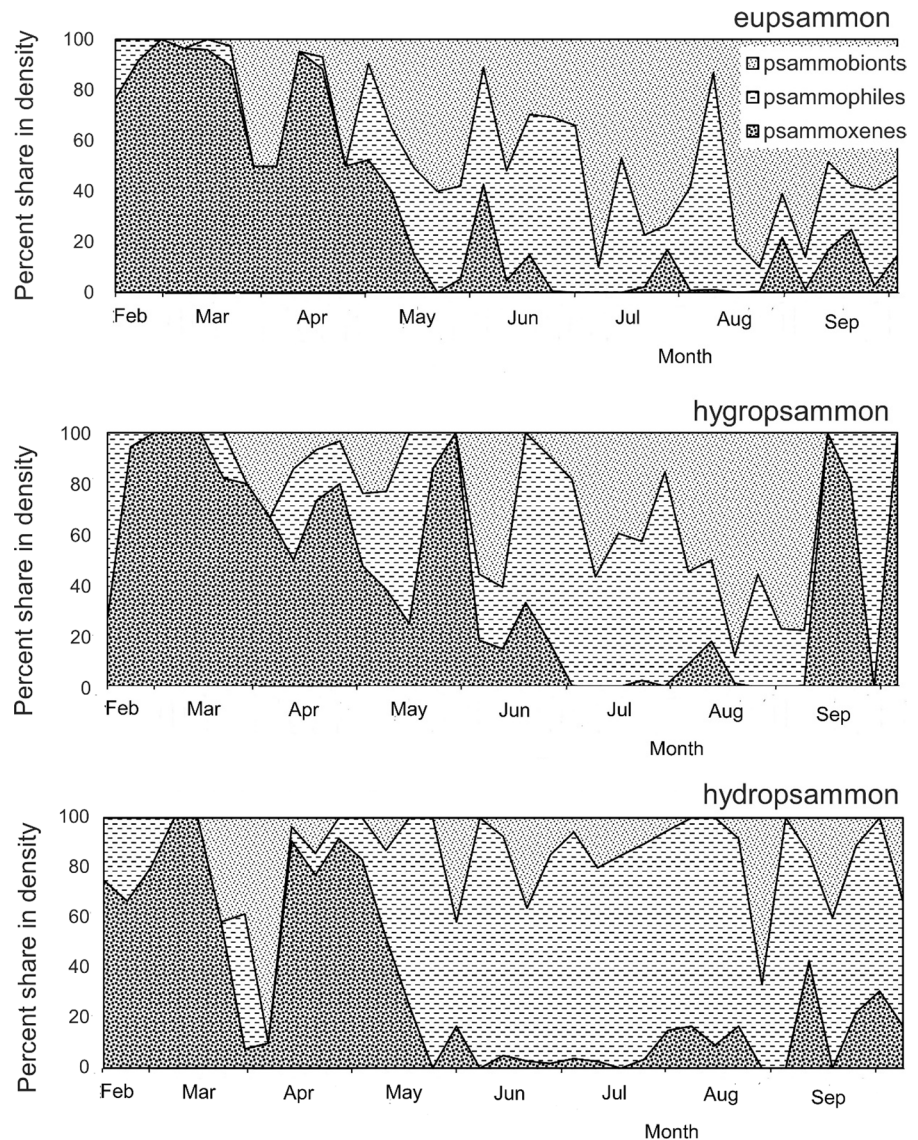 eupsammon
Percent share in density
100
80
60
40
20
0
psammobionts
psammophiles
psammoxenes
Feb Mar Apr May Jun Jul Aug Sep
Month
hygropsammon
Percent share in density
100
80
60
40
20
0
Feb Mar Apr May Jun Jul Aug Sep
Month
hydropsammon
Percent share in density
100
80
60
40
20
0
Feb Mar Apr May Jun Jul Aug Sep
Month